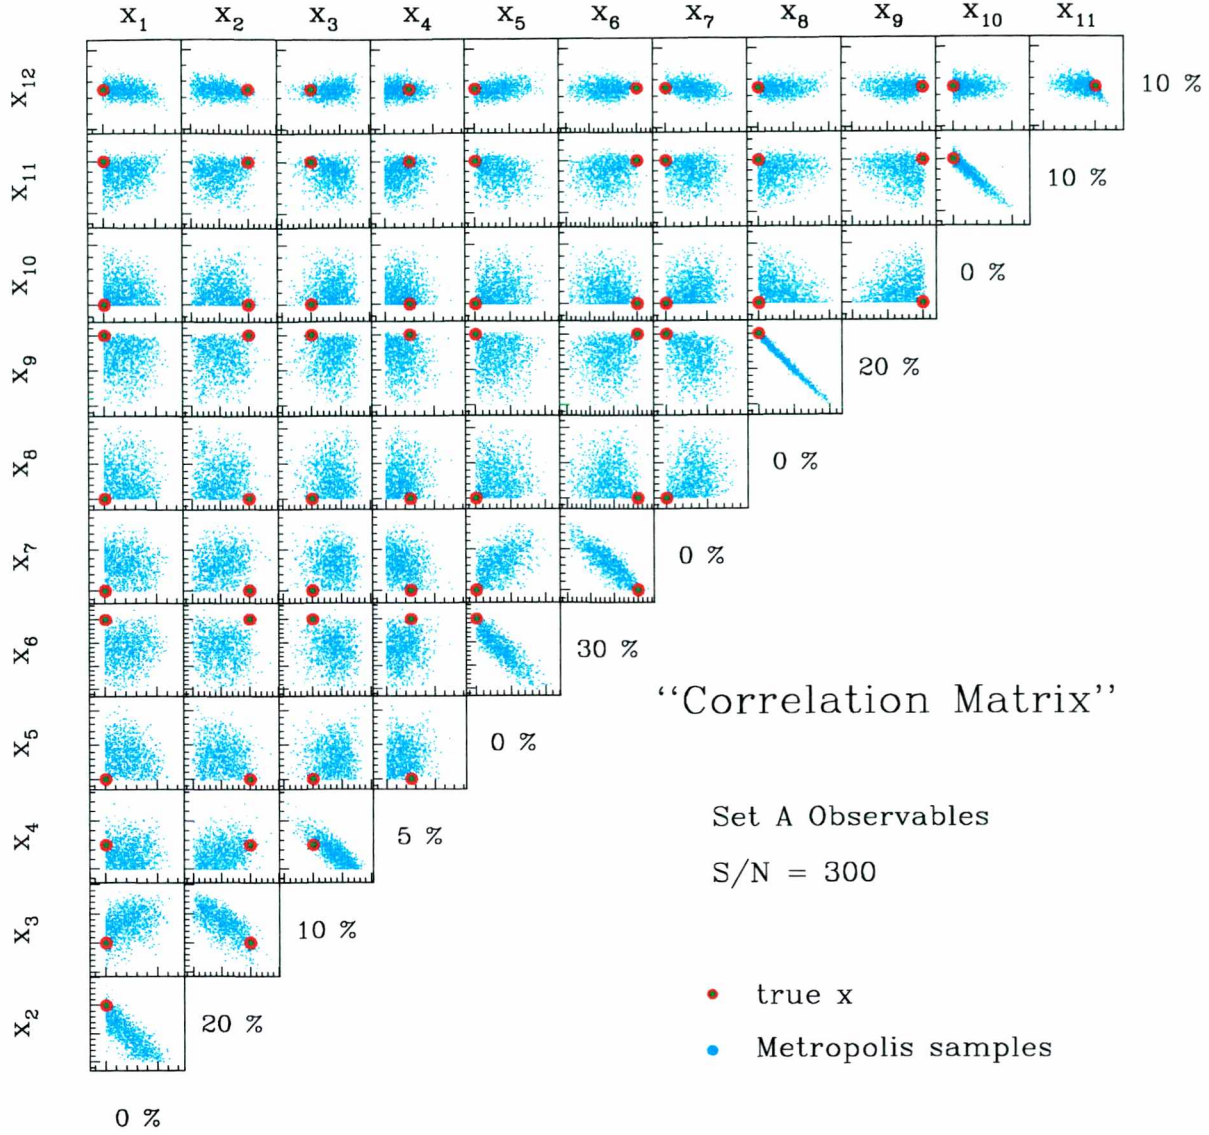 X1 X2 X3 X4 X5 X6 X7 X8 X9 X10 X11
X12 10 %
X11 10 %
X10 0 %
X9 20 %
X8 0 %
X7 0 %
X6 30 %
“Correlation Matrix”
X5 0 %
Set A Observables
X4 5 %
S/N = 300
X3 10 %
true x
X2 20 %
Metropolis samples
0 %